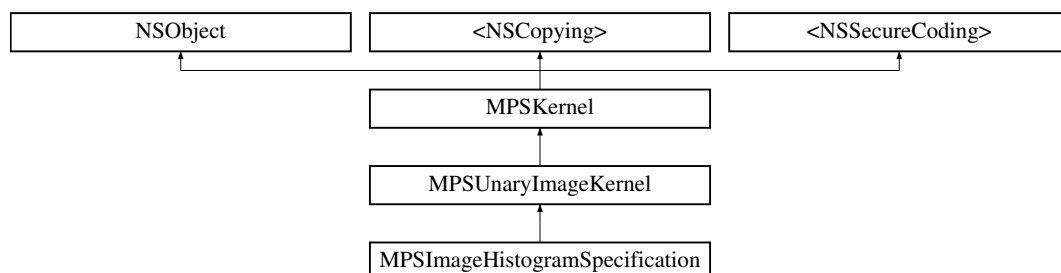 NSObject
<NSCopying>
<NSSecureCoding>
MPSKernel
MPSUnaryImageKernel
MPSImageHistogramSpecification